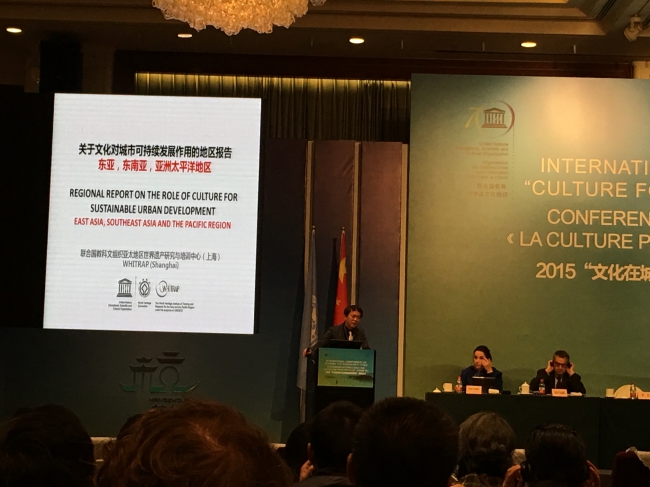 关于文化对城市可持续发展作用的地区报告
东亚，东南亚，亚洲太平洋地区
REGIONAL REPORT ON THE ROLE OF CULTURE FOR
SUSTAINABLE URBAN DEVELOPMENT
EAST ASIA, SOUTHEAST ASIA AND THE PACIFIC REGION
联合国教科文组织亚太地区世界遗产研究与培训中心（上海）
WHITRAP (Shanghai)
WHITRAP
70
INTERNATI
"CULTURE FO
CONFEREN
« LA CULTURE P
2015 “文化在城